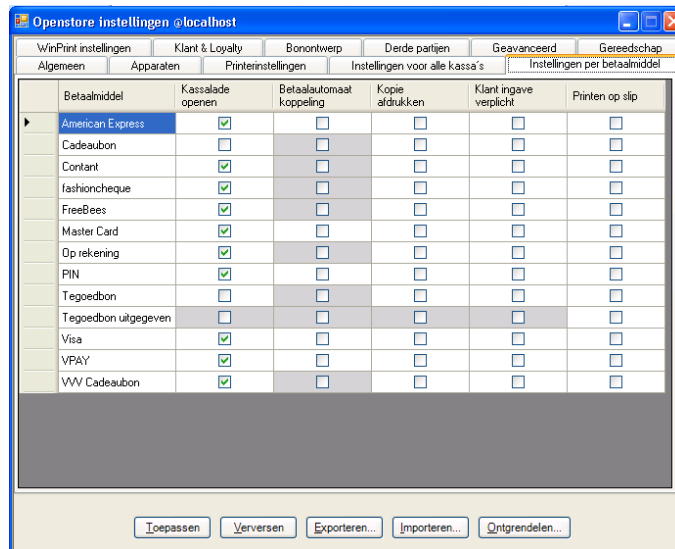 Openstore instellingen @localhost
WinPrint instellingen Klant & Loyalty Bonontwerp Derde partijen Geavanceerd Gereedschap
Algemeen Apparaten Printerinstellingen Instellingen voor alle kassa´s Instellingen per betaalmiddel
Betaalmiddel Kassalade openen Betaalautomaat koppeling Kopie afdrukken Klant ingave verplicht Printen op slip
American Express
Cadeaubon
Contant
fashioncheque
FreeBees
Master Card
Op rekening
PIN
Tegoedbon
Tegoedbon uitgegeven
Visa
VPAY
VVV Cadeaubon
Toepassen Verversen Exporteren... Importeren... Ontgrendelen...